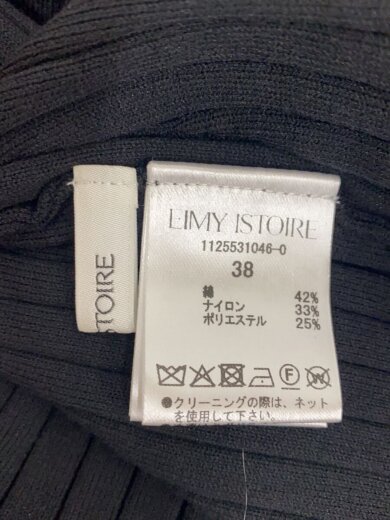 ISTOIRE
EIMY ISTOIRE
1125531046-0
38
綿 42%
ナイロン 33%
ポリエステル 25%
●クリーニングの際は、ネット
を使用して下さい。